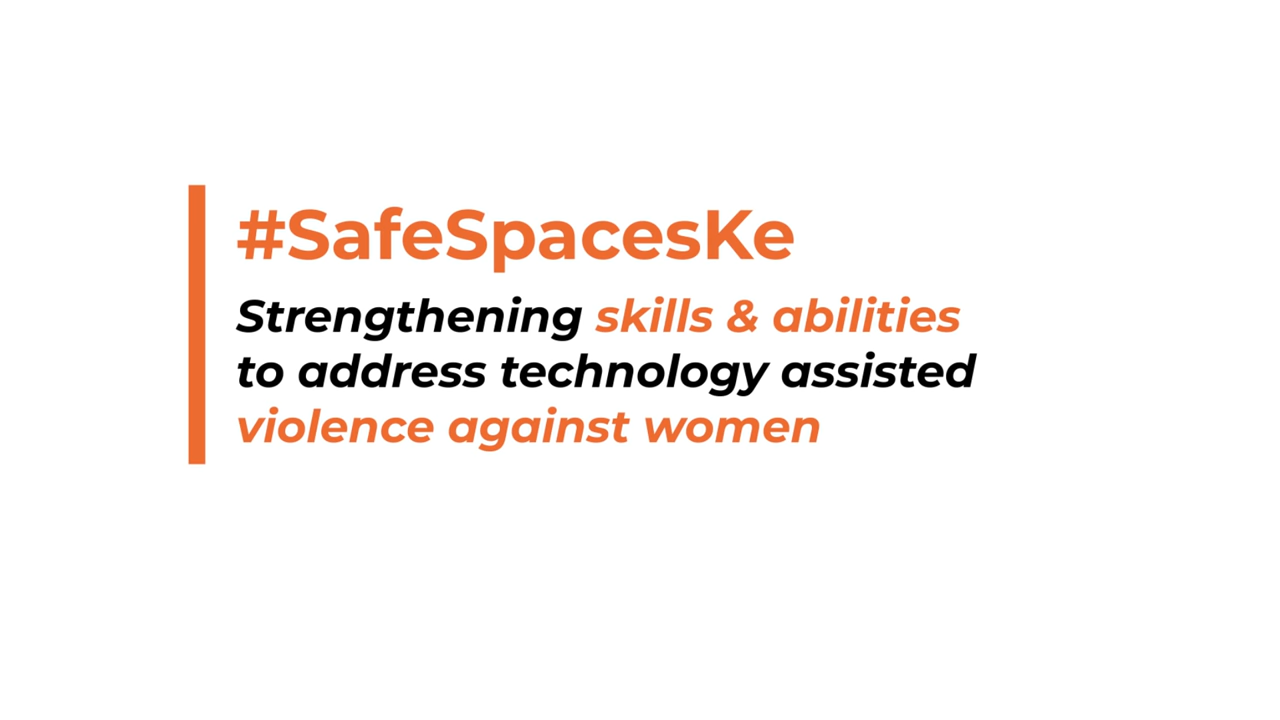 #SafeSpacesKe
Strengthening skills & abilities
to address technology assisted
violence against women